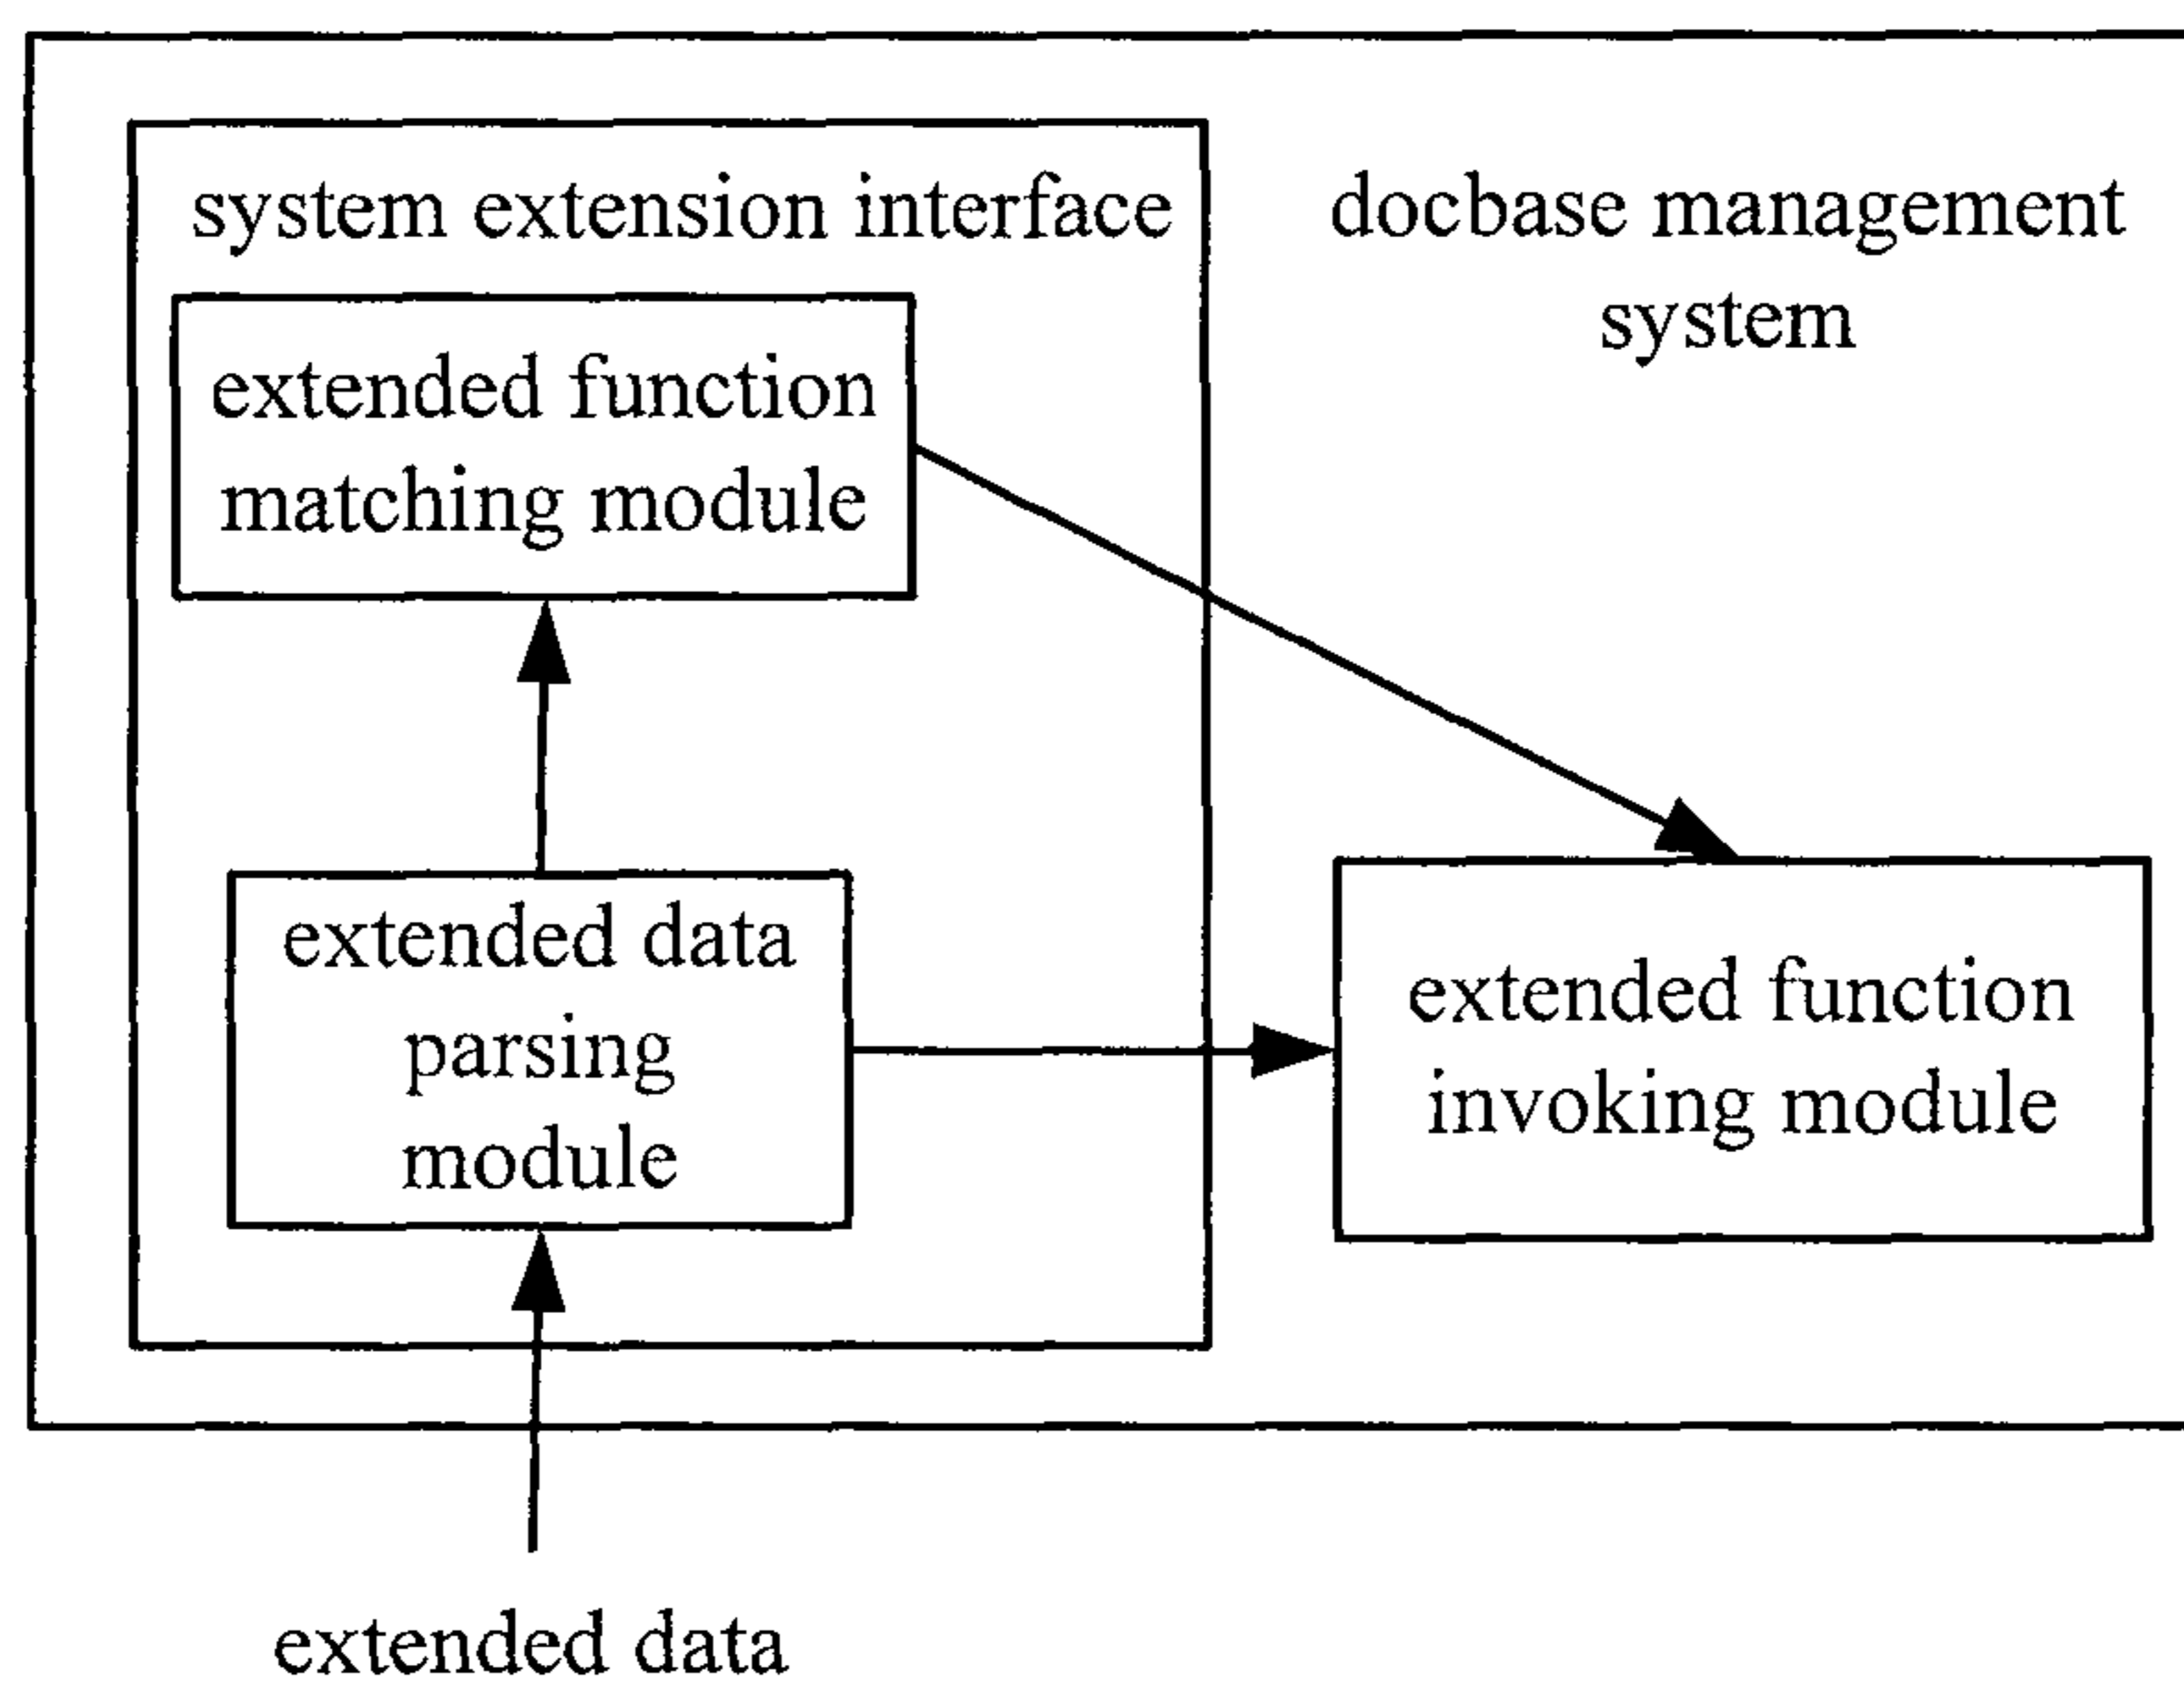 system extension interface
docbase management
system
extended function
matching module
extended data
parsing
module
extended function
invoking module
extended data